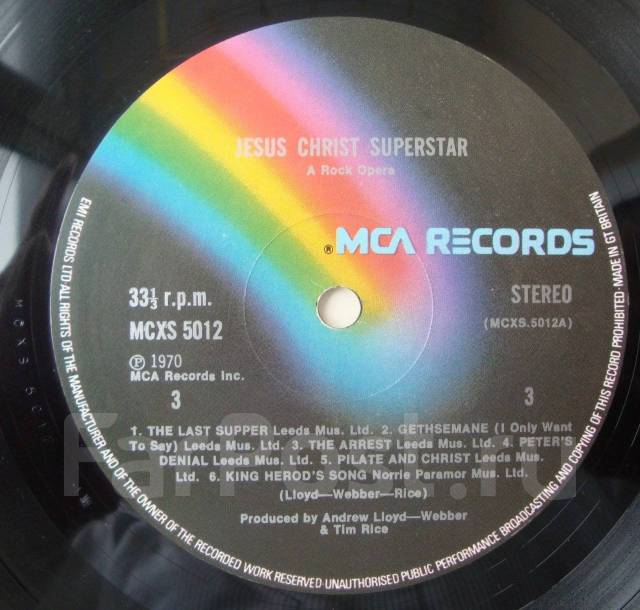 JESUS CHRIST SUPERSTAR
A Rock Opera
® MCA RECORDS
33⅓ r.p.m.
STEREO
MCXS 5012
(MCXS.5012A)
℗ 1970
MCA Records Inc.
3
3
1. THE LAST SUPPER Leeds Mus. Ltd. 2. GETHSEMANE (I Only Want
To Say) Leeds Mus. Ltd. 3. THE ARREST Leeds Mus. Ltd. 4. PETER'S
DENIAL Leeds Mus. Ltd. 5. PILATE AND CHRIST Leeds Mus.
Ltd. 6. KING HEROD'S SONG Norrie Paramor Mus. Ltd.
(Lloyd—Webber—Rice)
Produced by Andrew Lloyd—Webber
& Tim Rice
EMI RECORDS LTD·ALL RIGHTS OF THE MANUFACTURER AND OF THE OWNER OF THE RECORDED WORK RESERVED·UNAUTHORISED PUBLIC PERFORMANCE BROADCASTING AND COPYING OF THIS RECORD PROHIBITED·MADE IN GT BRITAIN
MCXS 5012
FarPost.ru